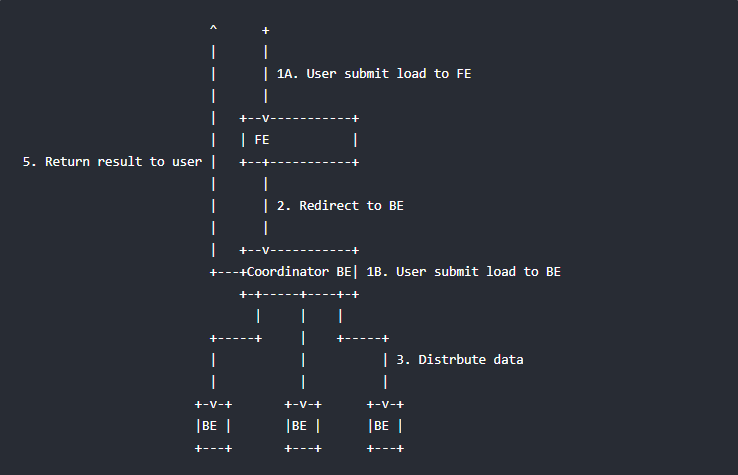 1A. User submit load to FE
FE
5. Return result to user
2. Redirect to BE
Coordinator BE
1B. User submit load to BE
3. Distrbute data
BE
BE
BE